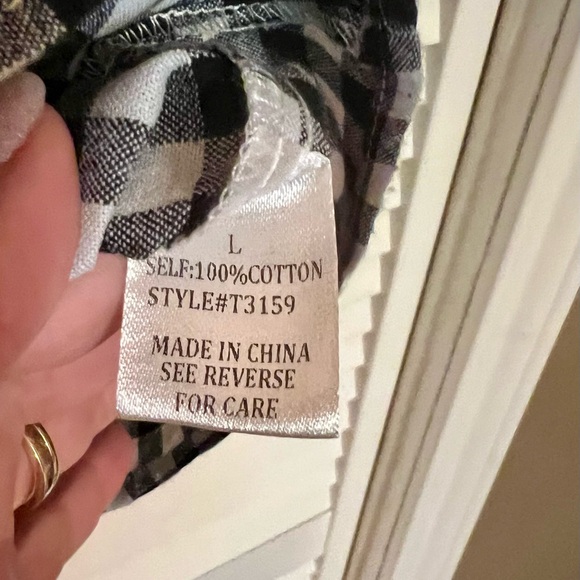 L
SELF:100%COTTON
STYLE#T3159
MADE IN CHINA
SEE REVERSE
FOR CARE